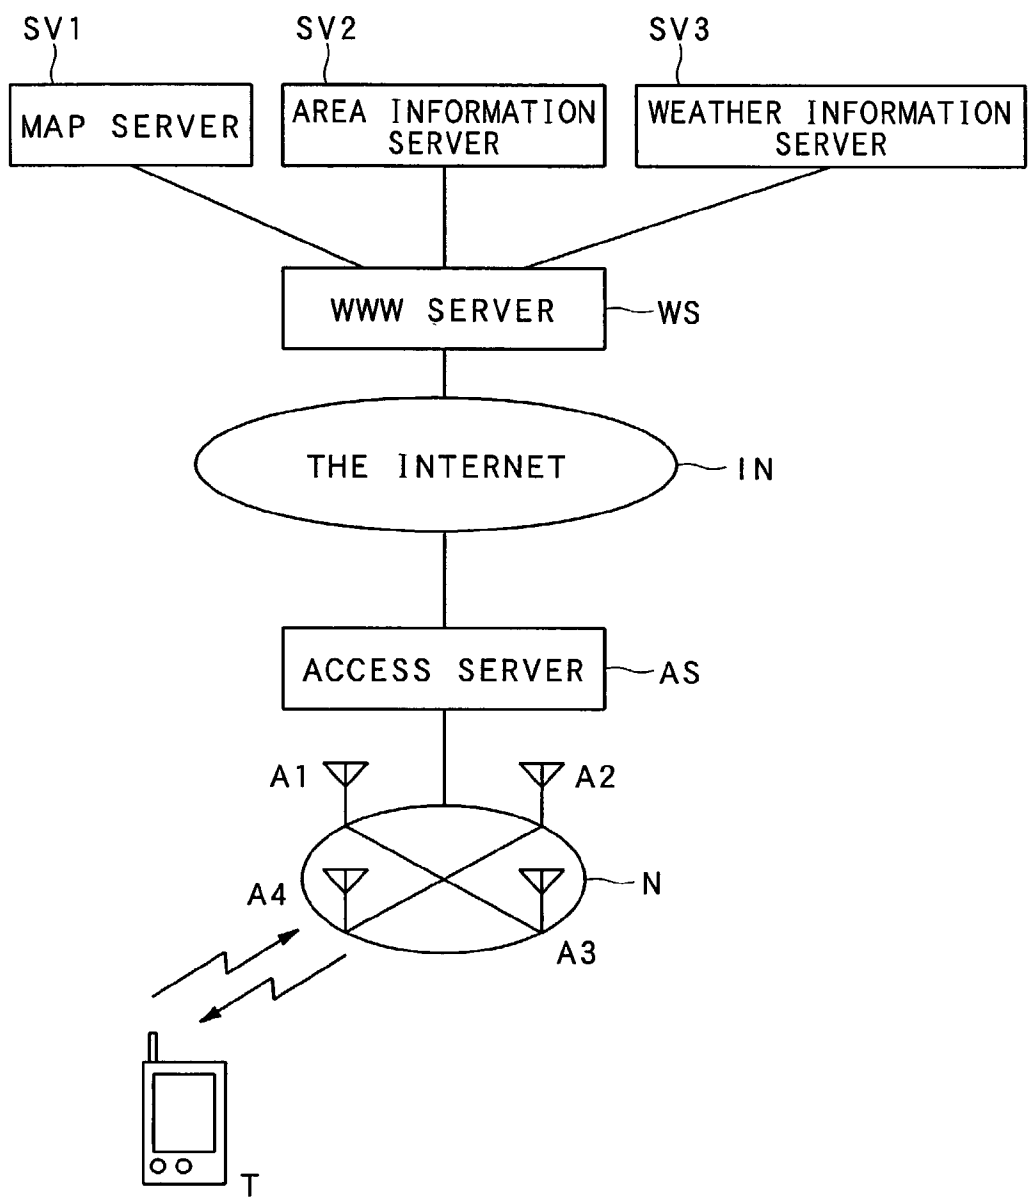 SV1
SV2
SV3
MAP SERVER
AREA INFORMATION
SERVER
WEATHER INFORMATION
SERVER
WWW SERVER
WS
THE INTERNET
IN
ACCESS SERVER
AS
A1
A2
A4
N
A3
T